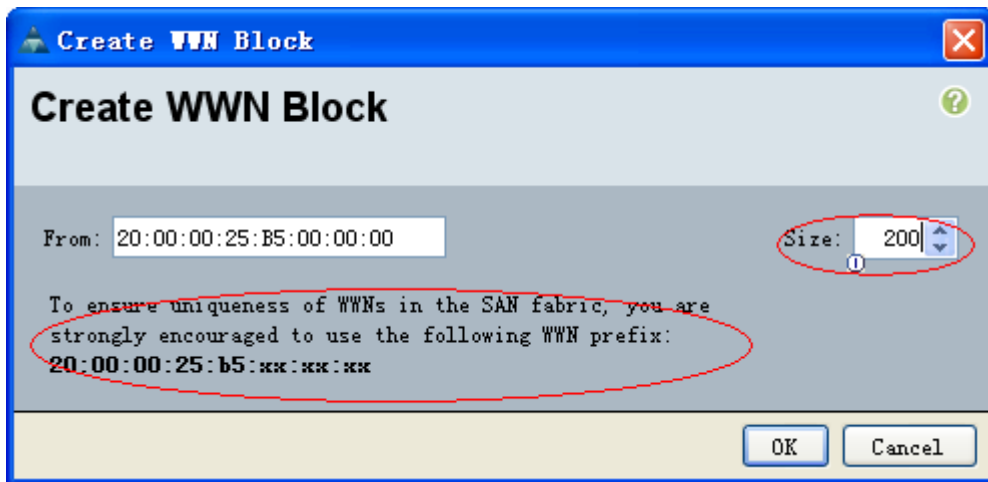 Create WWN Block
Create WWN Block
From: 20:00:00:25:B5:00:00:00 Size: 200
To ensure uniqueness of WWNs in the SAN fabric, you are
strongly encouraged to use the following WWN prefix:
20:00:00:25:b5:xx:xx:xx
OK Cancel